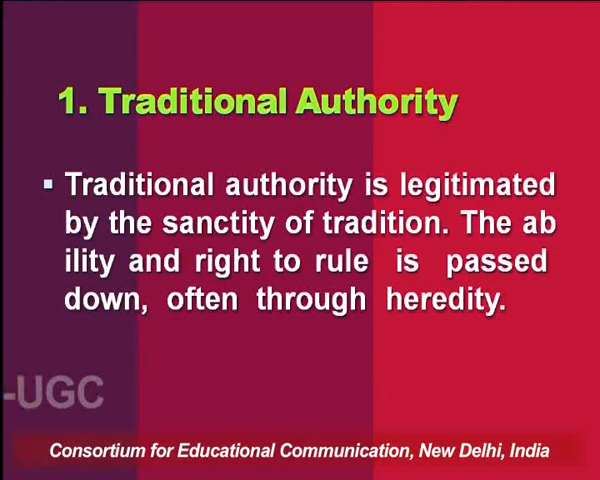 1. Traditional Authority
▪ Traditional authority is legitimated
by the sanctity of tradition. The ab
ility and right to rule is passed
down, often through heredity.
-UGC
Consortium for Educational Communication, New Delhi, India